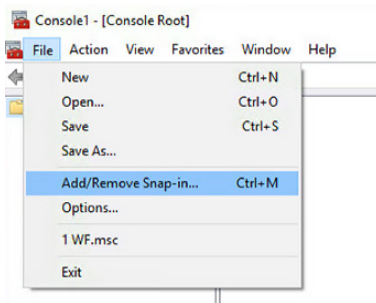 Console1 - [Console Root]
File Action View Favorites Window Help
New Ctrl+N
Open... Ctrl+O
Save Ctrl+S
Save As...
Add/Remove Snap-in... Ctrl+M
Options...
1 WF.msc
Exit